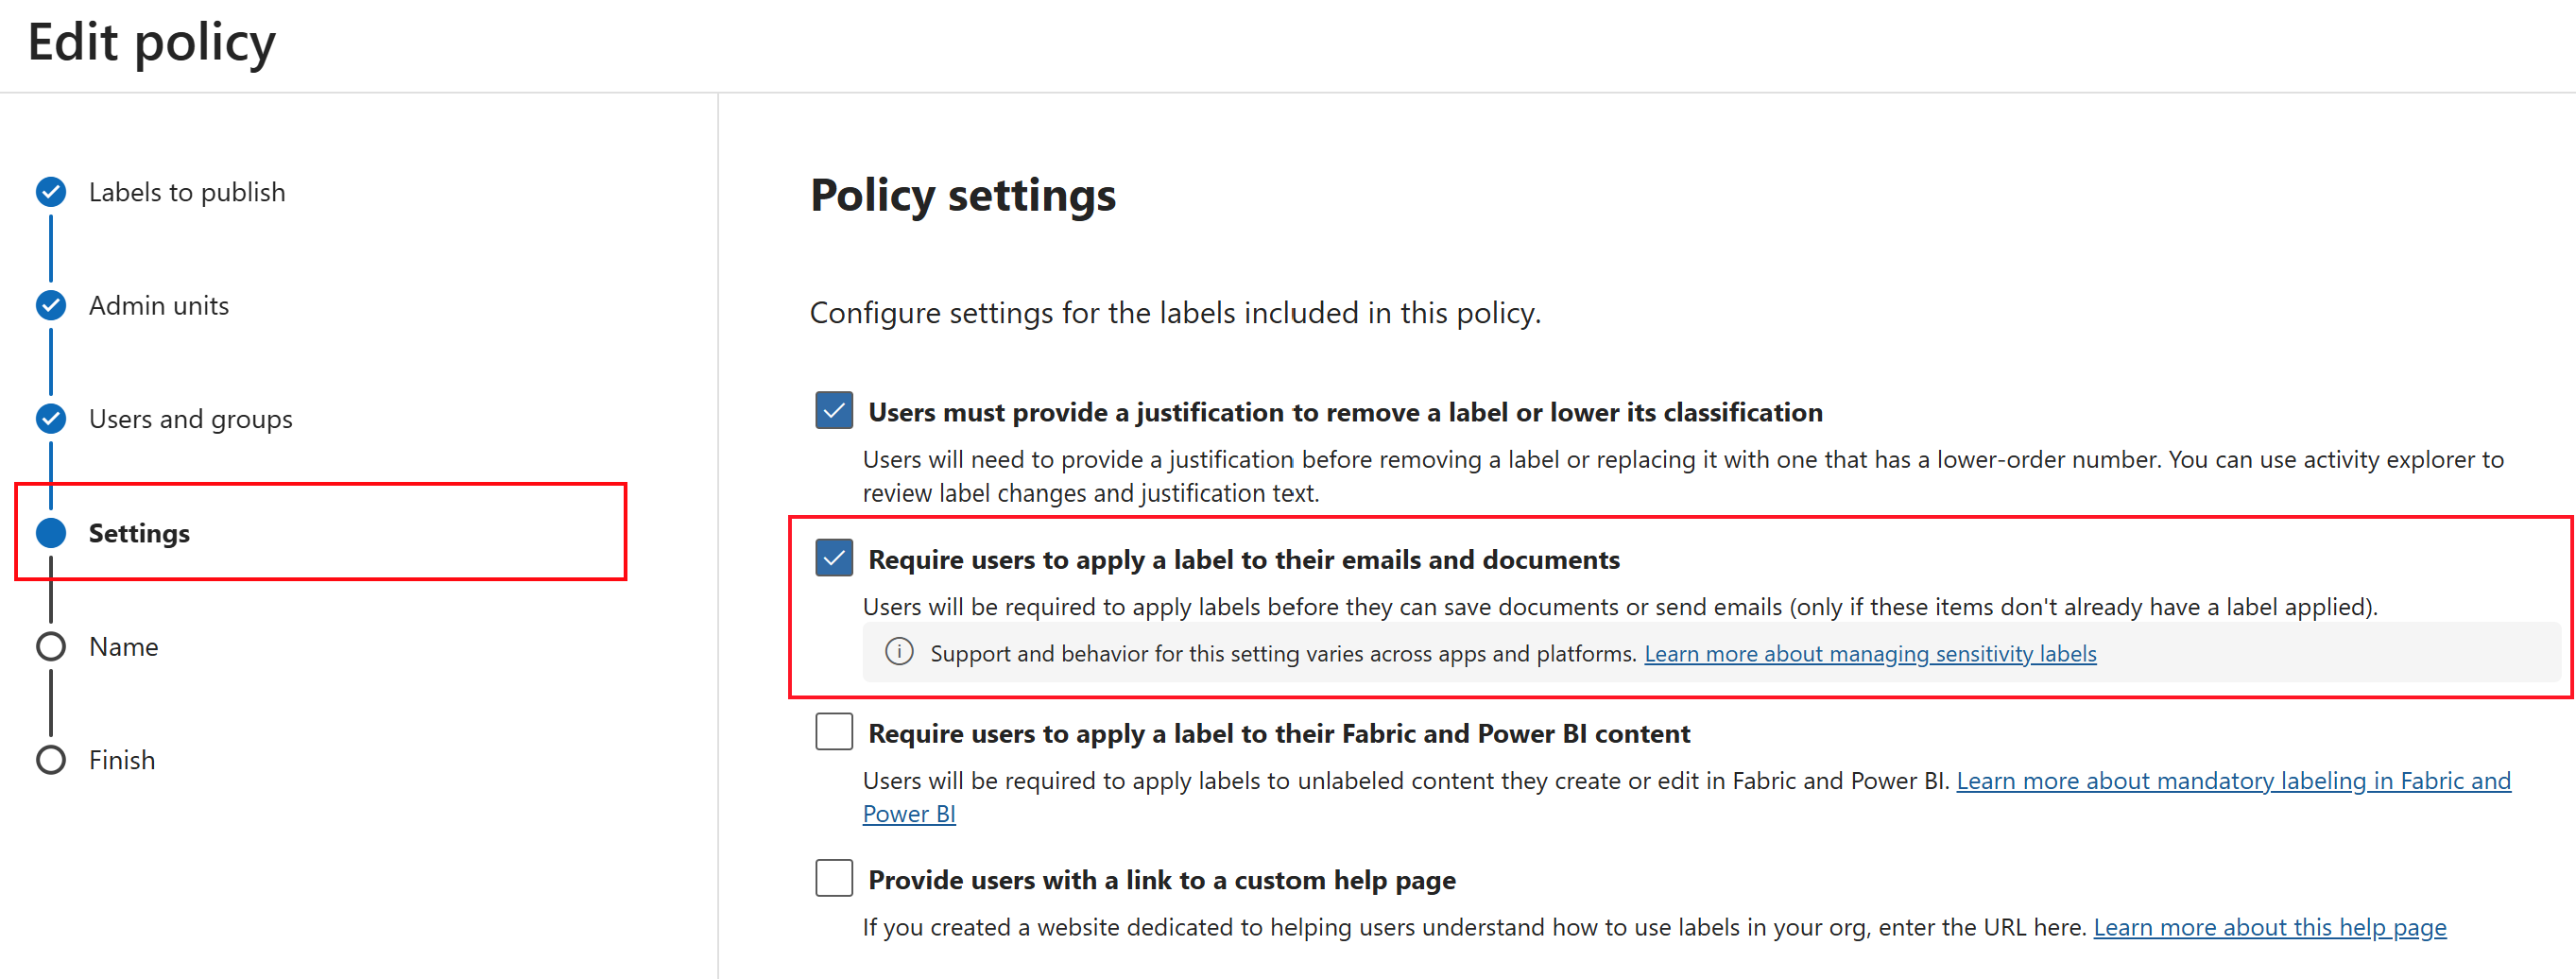 Edit policy
Labels to publish
Admin units
Users and groups
Settings
Name
Finish
Policy settings
Configure settings for the labels included in this policy.
Users must provide a justification to remove a label or lower its classification
Users will need to provide a justification before removing a label or replacing it with one that has a lower-order number. You can use activity explorer to
review label changes and justification text.
Require users to apply a label to their emails and documents
Users will be required to apply labels before they can save documents or send emails (only if these items don't already have a label applied).
Support and behavior for this setting varies across apps and platforms. Learn more about managing sensitivity labels
Require users to apply a label to their Fabric and Power BI content
Users will be required to apply labels to unlabeled content they create or edit in Fabric and Power BI. Learn more about mandatory labeling in Fabric and
Power BI
Provide users with a link to a custom help page
If you created a website dedicated to helping users understand how to use labels in your org, enter the URL here. Learn more about this help page